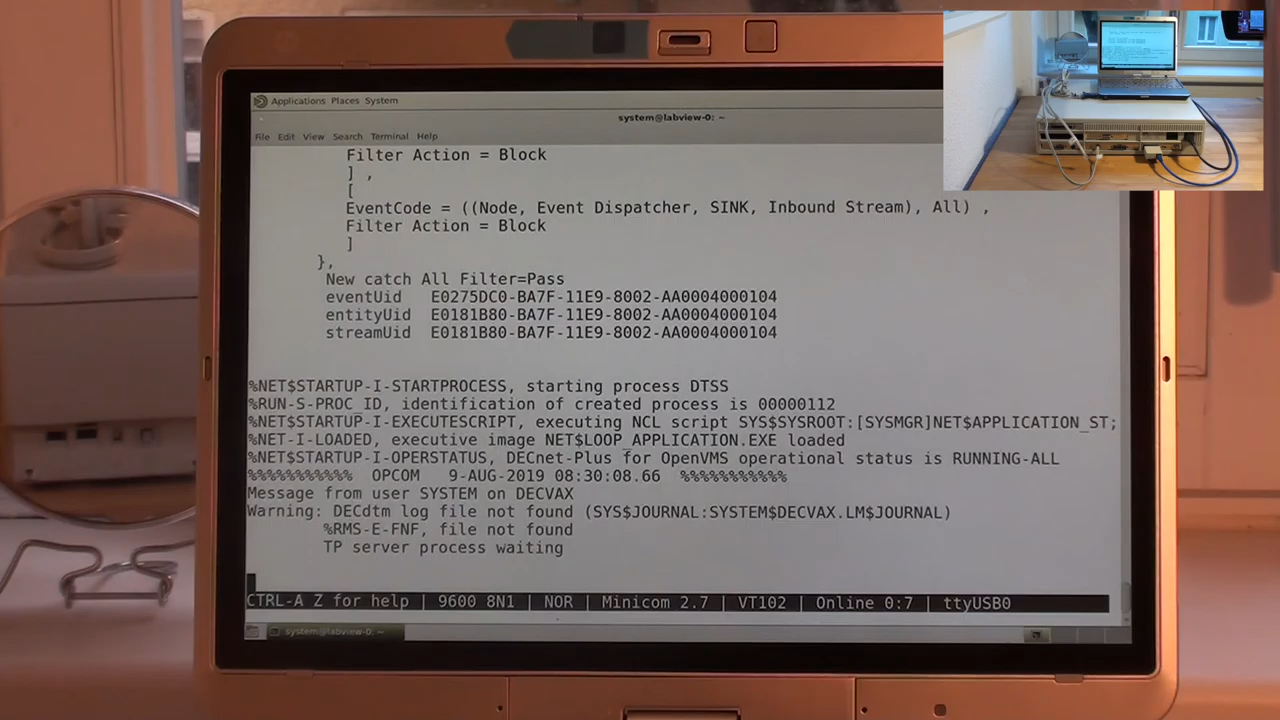 Applications Places System
system@labview-0: ~
File Edit View Search Terminal Help
Filter Action = Block
] ,
[
EventCode = ((Node, Event Dispatcher, SINK, Inbound Stream), All) ,
Filter Action = Block
]
},
New catch All Filter=Pass
eventUid E0275DC0-BA7F-11E9-8002-AA0004000104
entityUid E0181B80-BA7F-11E9-8002-AA0004000104
streamUid E0181B80-BA7F-11E9-8002-AA0004000104
%NET$STARTUP-I-STARTPROCESS, starting process DTSS
%RUN-S-PROC_ID, identification of created process is 00000112
%NET$STARTUP-I-EXECUTESCRIPT, executing NCL script SYS$SYSROOT:[SYSMGR]NET$APPLICATION_ST;
%NET-I-LOADED, executive image NET$LOOP_APPLICATION.EXE loaded
%NET$STARTUP-I-OPERSTATUS, DECnet-Plus for OpenVMS operational status is RUNNING-ALL
%%%%%%%%%%% OPCOM 9-AUG-2019 08:30:08.66 %%%%%%%%%%%
Message from user SYSTEM on DECVAX
Warning: DECdtm log file not found (SYS$JOURNAL:SYSTEM$DECVAX.LM$JOURNAL)
%RMS-E-FNF, file not found
TP server process waiting
CTRL-A Z for help | 9600 8N1 | NOR | Minicom 2.7 | VT102 | Online 0:7 | ttyUSB0
system@labview-0: ~